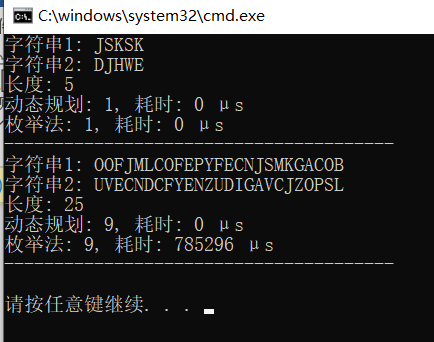 C:\windows\system32\cmd.exe
字符串1: JSKSK
字符串2: DJHWE
长度: 5
动态规划: 1, 耗时: 0 μs
枚举法: 1, 耗时: 0 μs
---------------------------------------
字符串1: OOFJMLCOFEPYFECNJSMKGACOB
字符串2: UVECNDCFYENZUDIGAVCJZOPSL
长度: 25
动态规划: 9, 耗时: 0 μs
枚举法: 9, 耗时: 785296 μs
---------------------------------------
请按任意键继续. . .